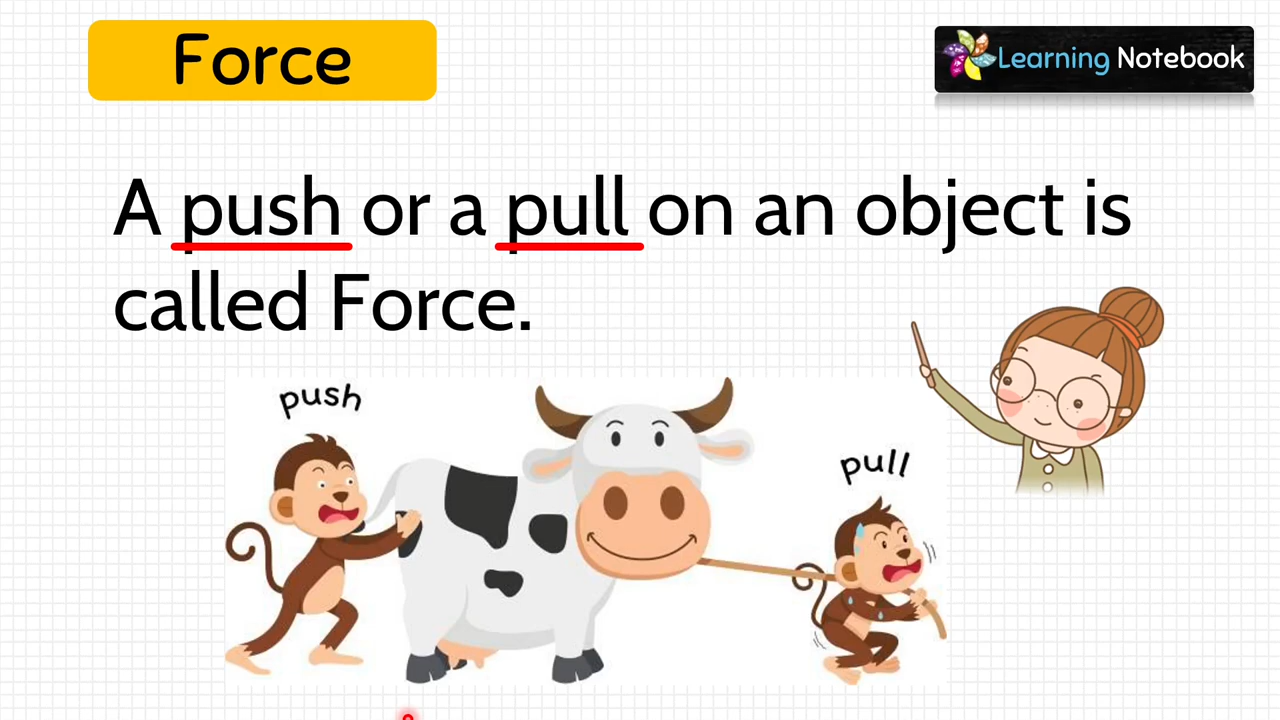 Force
Learning Notebook
A push or a pull on an object is
called Force.
push
pull